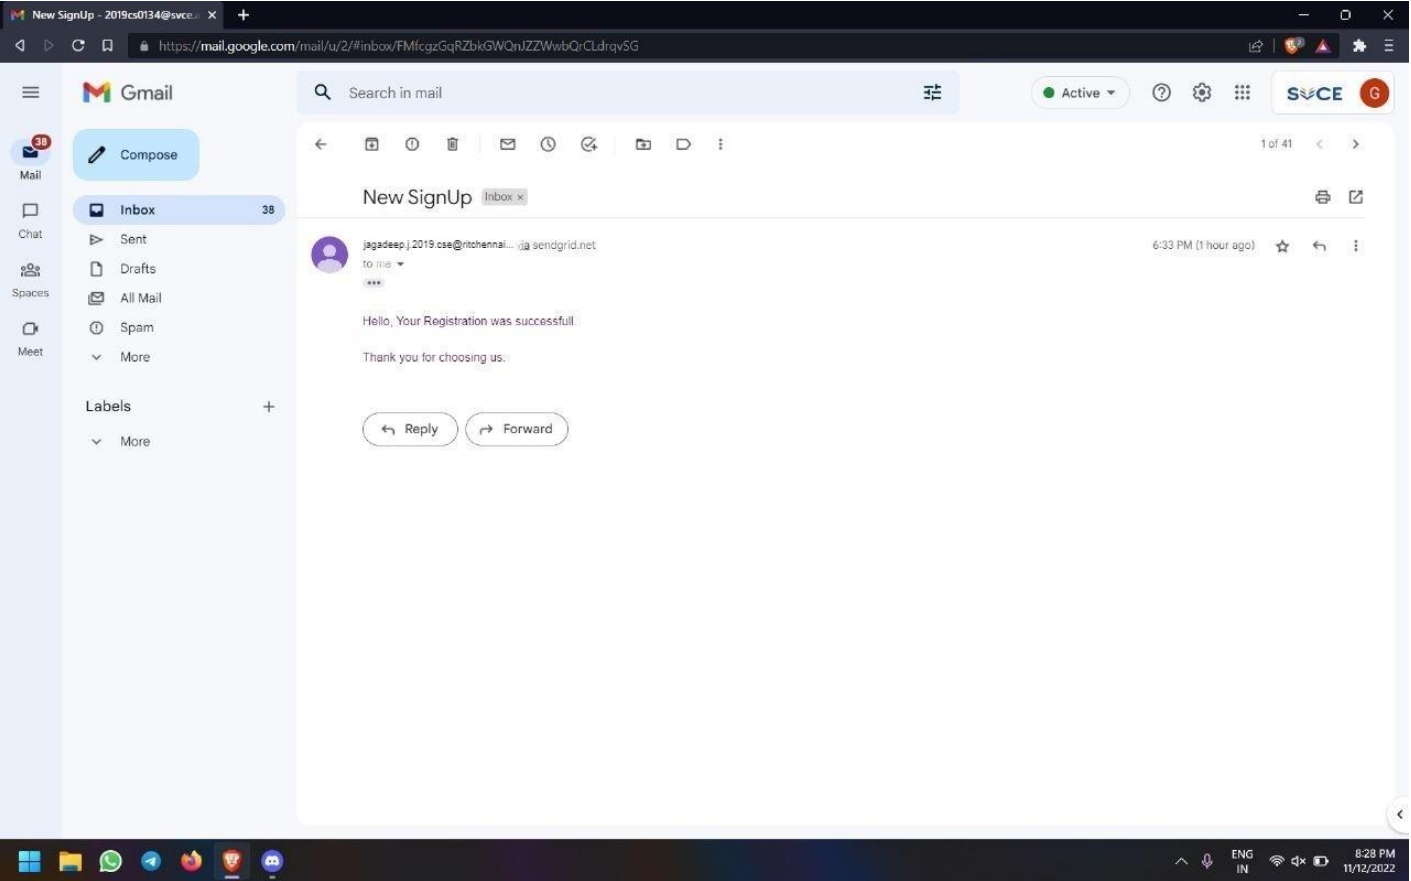 New SignUp - 2019cs0134@svce.a
https://mail.google.com/mail/u/2/#inbox/FMfcgzGqRZbkGWQnJZZWwbQrCLdrqvSG
Gmail
Search in mail
Active
SVCE
G
38
Mail
Compose
1 of 41
New SignUp Inbox ×
Inbox 38
Chat
Sent
jagadeep.j.2019.cse@ritchennai... via sendgrid.net
6:33 PM (1 hour ago)
to me
Drafts
Spaces
All Mail
Hello, Your Registration was successfull.
Spam
Meet
More
Thank you for choosing us.
Labels
Reply
Forward
More
ENG
IN
8:28 PM
11/12/2022